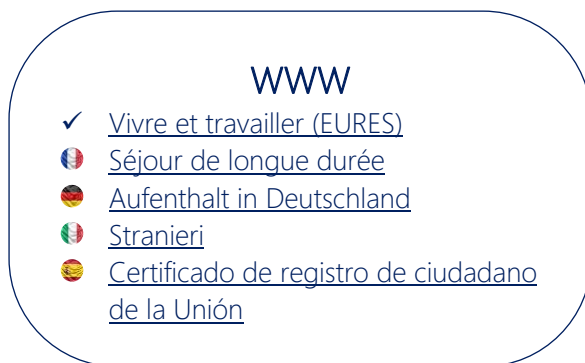 WWW
Vivre et travailler (EURES)
Séjour de longue durée
Aufenthalt in Deutschland
Stranieri
Certificado de registro de ciudadano
de la Unión